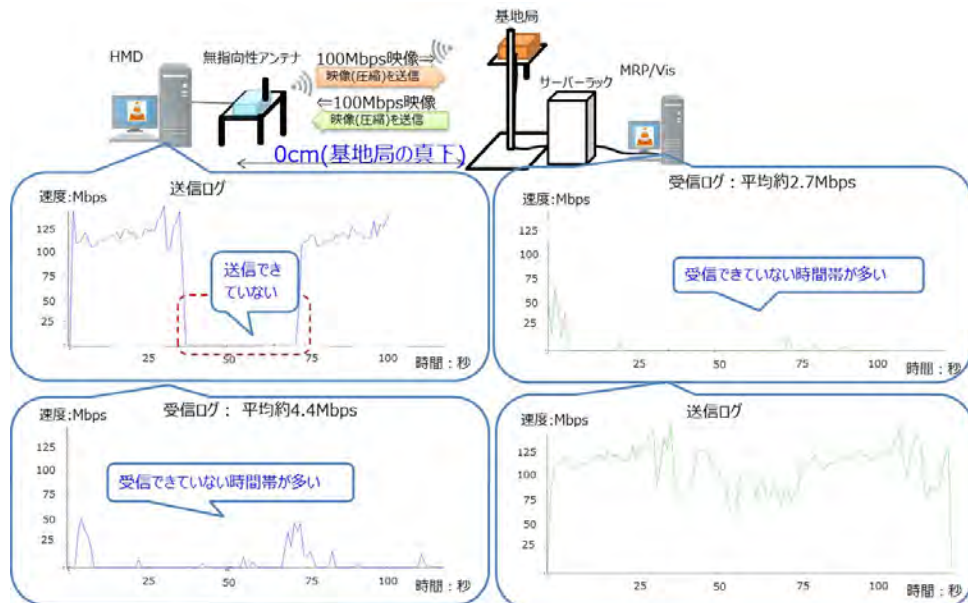 基地局
HMD
無指向性アンテナ
100Mbps映像⇒
映像(圧縮)を送信
⇐100Mbps映像
映像(圧縮)を送信
サーバーラック
MRP/Vis
0cm(基地局の真下)
送信ログ
速度:Mbps
125
100
75
50
25
送信でき
ていない
25
50
75
100
時間:秒
受信ログ:平均約2.7Mbps
速度:Mbps
125
100
75
50
25
受信できていない時間帯が多い
25
50
75
100
時間:秒
受信ログ: 平均約4.4Mbps
速度:Mbps
125
100
75
50
25
受信できていない時間帯が多い
25
50
75
100
時間:秒
送信ログ
速度:Mbps
125
100
75
50
25
25
50
75
100
時間:秒